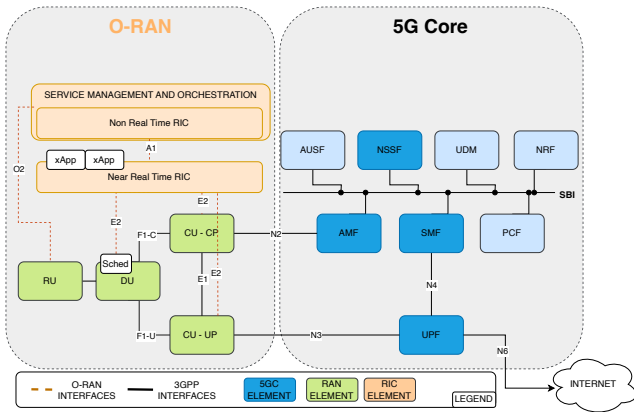 O-RAN
5G Core
SERVICE MANAGEMENT AND ORCHESTRATION
Non Real Time RIC
A1
xApp
xApp
Near Real Time RIC
O2
E2
E2
E2
F1-C
F1-U
E1
RU
Sched
DU
CU - CP
CU - UP
AUSF
NSSF
UDM
NRF
SBI
AMF
SMF
PCF
N2
N4
N3
UPF
N6
INTERNET
O-RAN
INTERFACES
3GPP
INTERFACES
5GC
ELEMENT
RAN
ELEMENT
RIC
ELEMENT
LEGEND